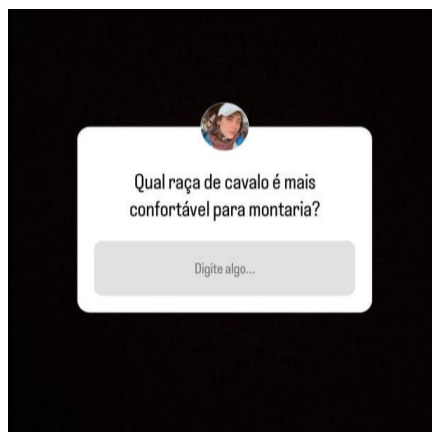 Qual raça de cavalo é mais
confortável para montaria?
Digite algo...